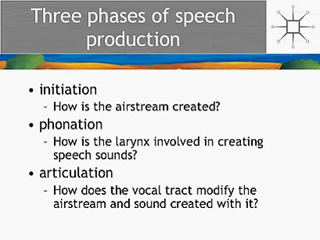 Three phases of speech
production
• initiation
- How is the airstream created?
• phonation
- How is the larynx involved in creating
speech sounds?
• articulation
- How does the vocal tract modify the
airstream and sound created with it?